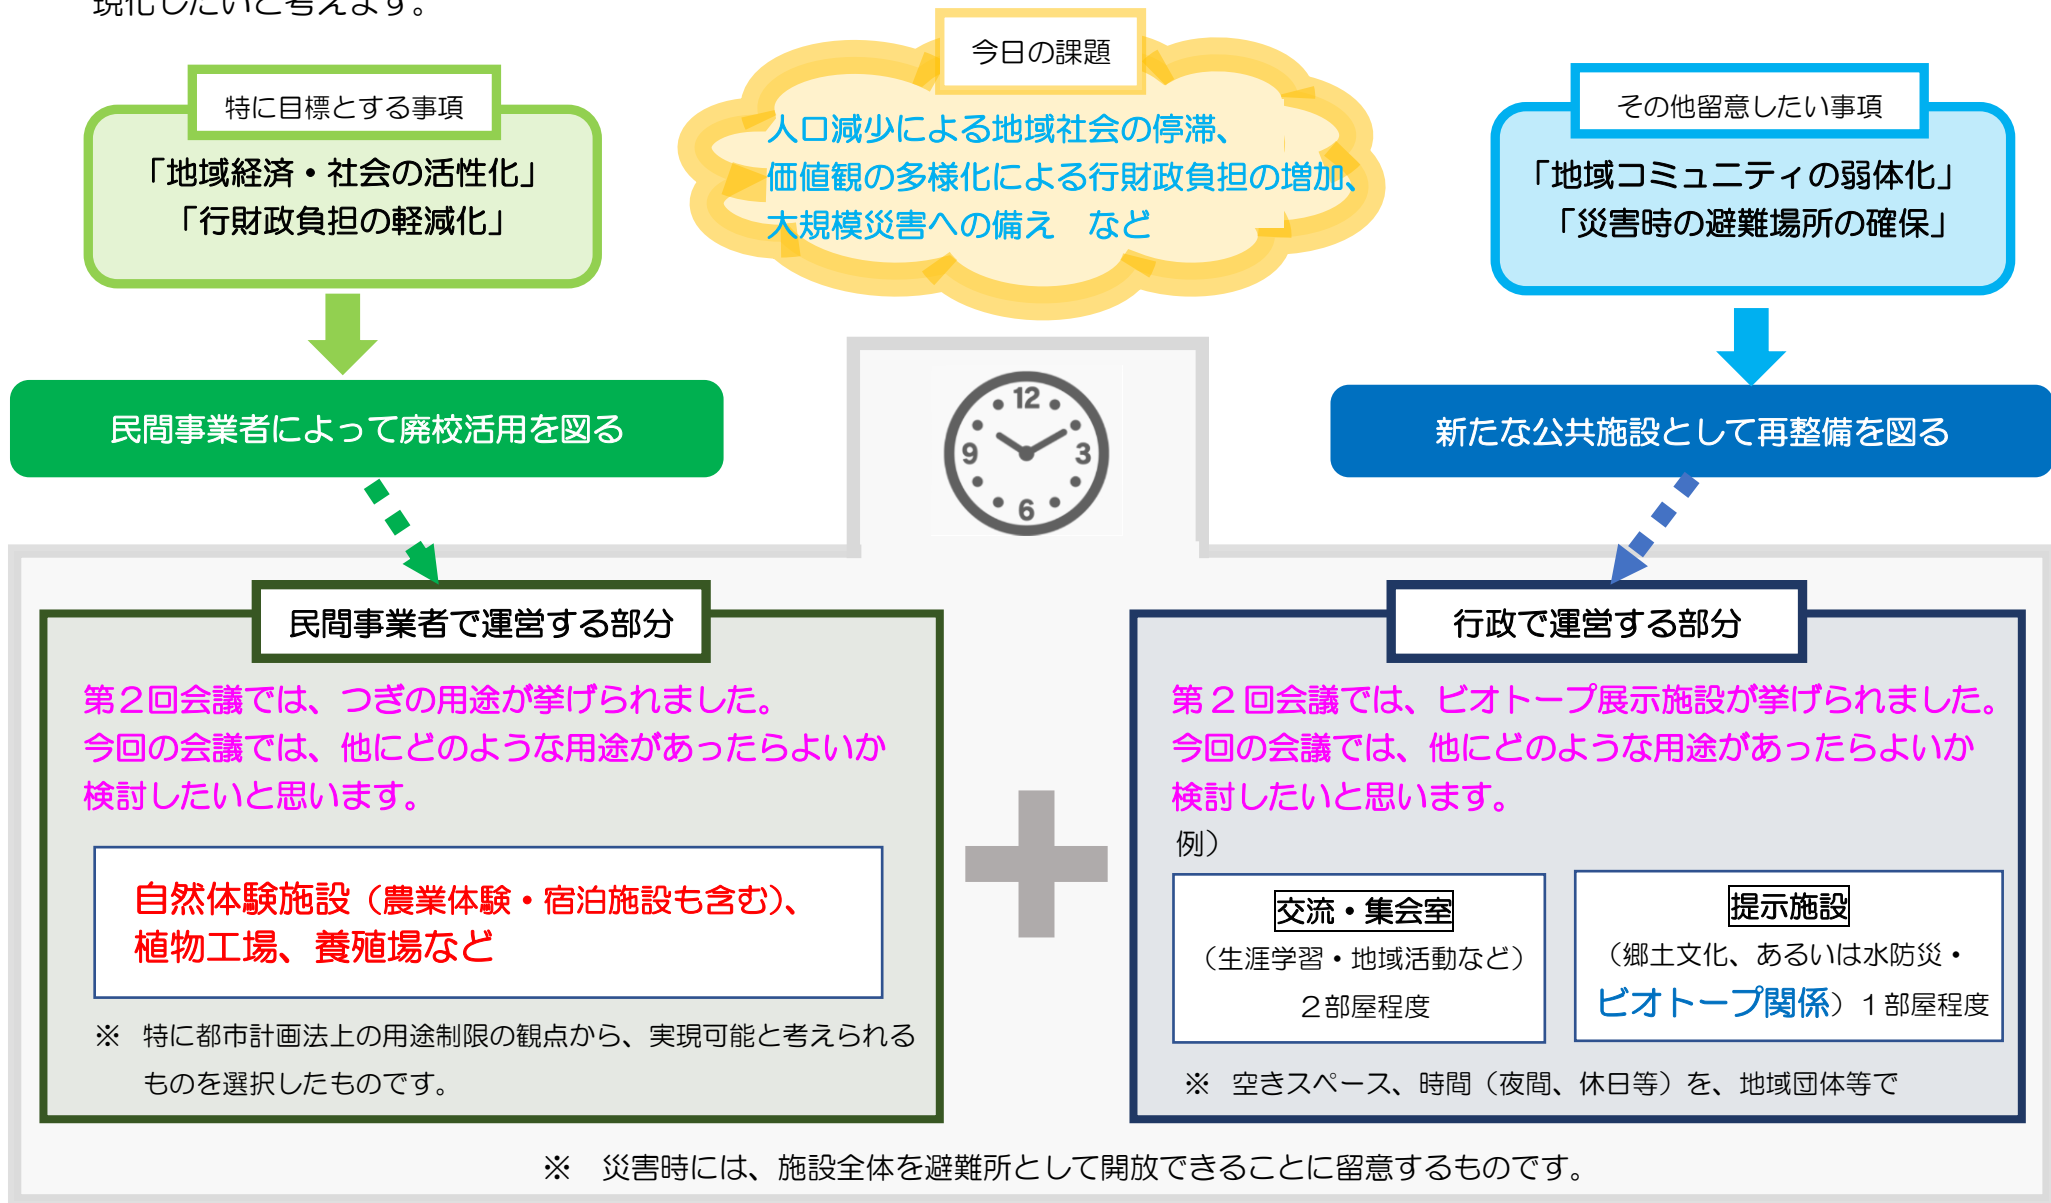 現化したいと考えます。
今日の課題
人口減少による地域社会の停滞、
価値観の多様化による行財政負担の増加、
大規模災害への備え　など
特に目標とする事項
「地域経済・社会の活性化」
「行財政負担の軽減化」
その他留意したい事項
「地域コミュニティの弱体化」
「災害時の避難場所の確保」
民間事業者によって廃校活用を図る
新たな公共施設として再整備を図る
12
9 3
6
民間事業者で運営する部分
第２回会議では、つぎの用途が挙げられました。
今回の会議では、他にどのような用途があったらよいか
検討したいと思います。
自然体験施設（農業体験・宿泊施設も含む）、
植物工場、養殖場など
※　特に都市計画法上の用途制限の観点から、実現可能と考えられる
ものを選択したものです。
行政で運営する部分
第２回会議では、ビオトープ展示施設が挙げられました。
今回の会議では、他にどのような用途があったらよいか
検討したいと思います。
例）
交流・集会室
（生涯学習・地域活動など）
２部屋程度
提示施設
（郷土文化、あるいは水防災・
ビオトープ関係）１部屋程度
※　空きスペース、時間（夜間、休日等）を、地域団体等で
※　災害時には、施設全体を避難所として開放できることに留意するものです。